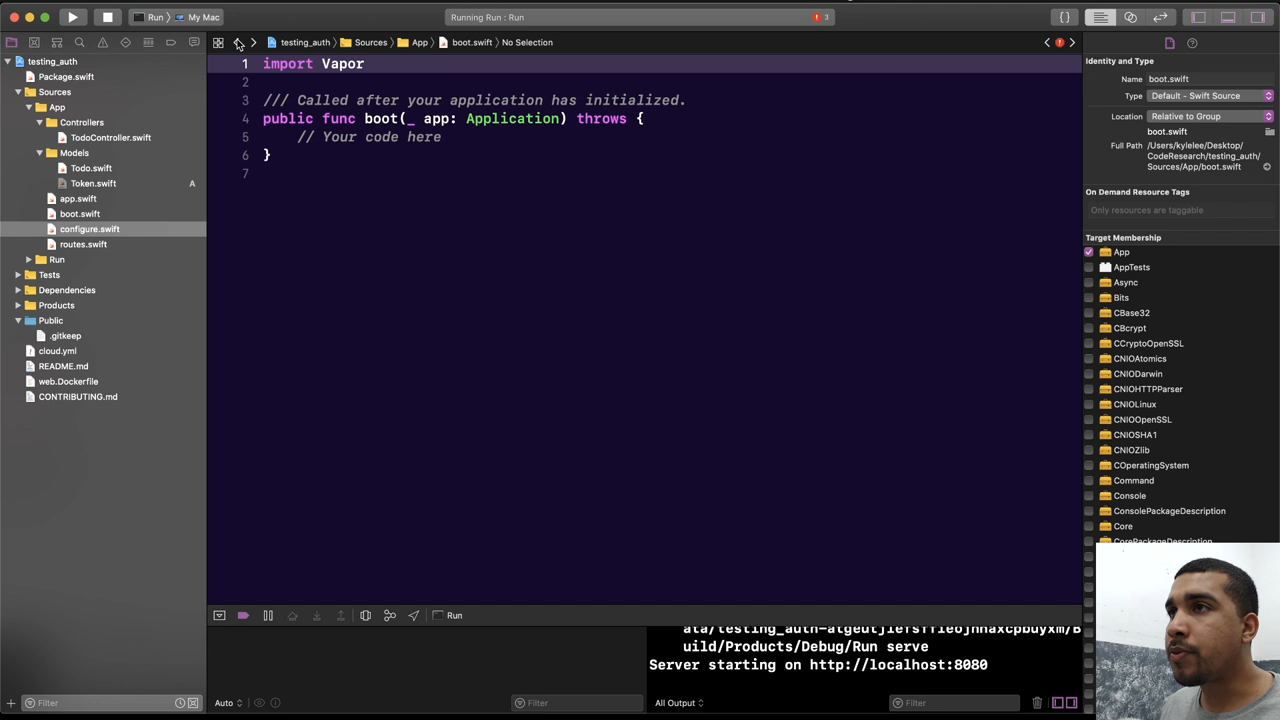 Run 〉 My Mac
Running Run : Run
3
testing_auth 〉 Sources 〉 App 〉 boot.swift 〉 No Selection
testing_auth
Package.swift
Sources
App
Controllers
TodoController.swift
Models
Todo.swift
Token.swift A
app.swift
boot.swift
configure.swift
routes.swift
Run
Tests
Dependencies
Products
Public
.gitkeep
cloud.yml
README.md
web.Dockerfile
CONTRIBUTING.md
Filter
1 import Vapor
2
3 /// Called after your application has initialized.
4 public func boot(_ app: Application) throws {
5 // Your code here
6 }
7
Run
uild/Products/Debug/Run serve
Server starting on http://localhost:8080
Auto
Filter
All Output
Filter
Identity and Type
Name boot.swift
Type Default - Swift Source
Location Relative to Group
boot.swift
Full Path /Users/kylelee/Desktop/
CodeResearch/testing_auth/
Sources/App/boot.swift
On Demand Resource Tags
Only resources are taggable
Target Membership
App
AppTests
Async
Bits
CBase32
CBcrypt
CCryptoOpenSSL
CNIOAtomics
CNIODarwin
CNIOHTTPParser
CNIOLinux
CNIOOpenSSL
CNIOSHA1
CNIOZlib
COperatingSystem
Command
Console
ConsolePackageDescription
Core
CorePackageDescription